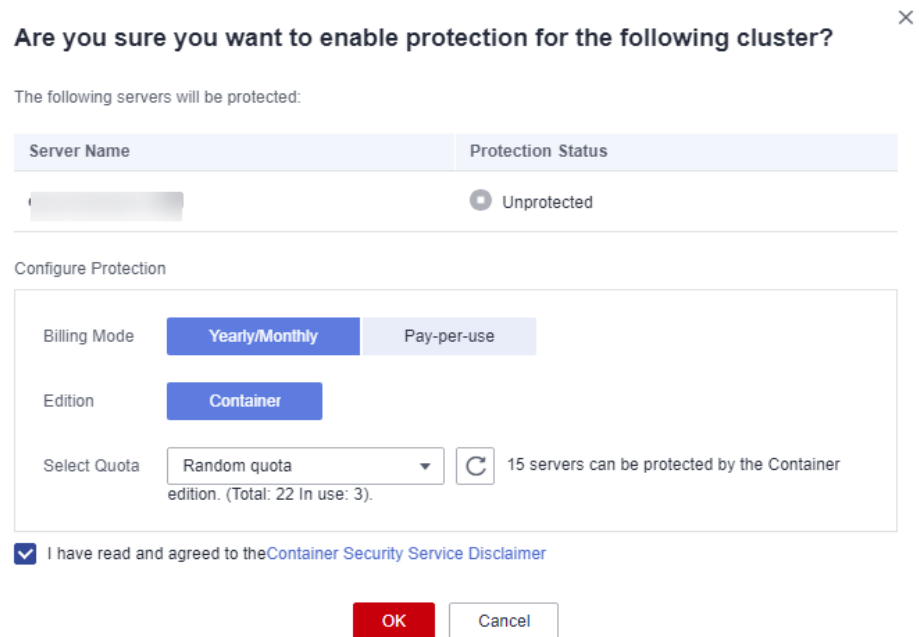 Are you sure you want to enable protection for the following cluster?
The following servers will be protected:
Server Name Protection Status
Unprotected
Configure Protection
Billing Mode Yearly/Monthly Pay-per-use
Edition Container
Select Quota Random quota 15 servers can be protected by the Container
edition. (Total: 22 In use: 3).
I have read and agreed to theContainer Security Service Disclaimer
OK Cancel